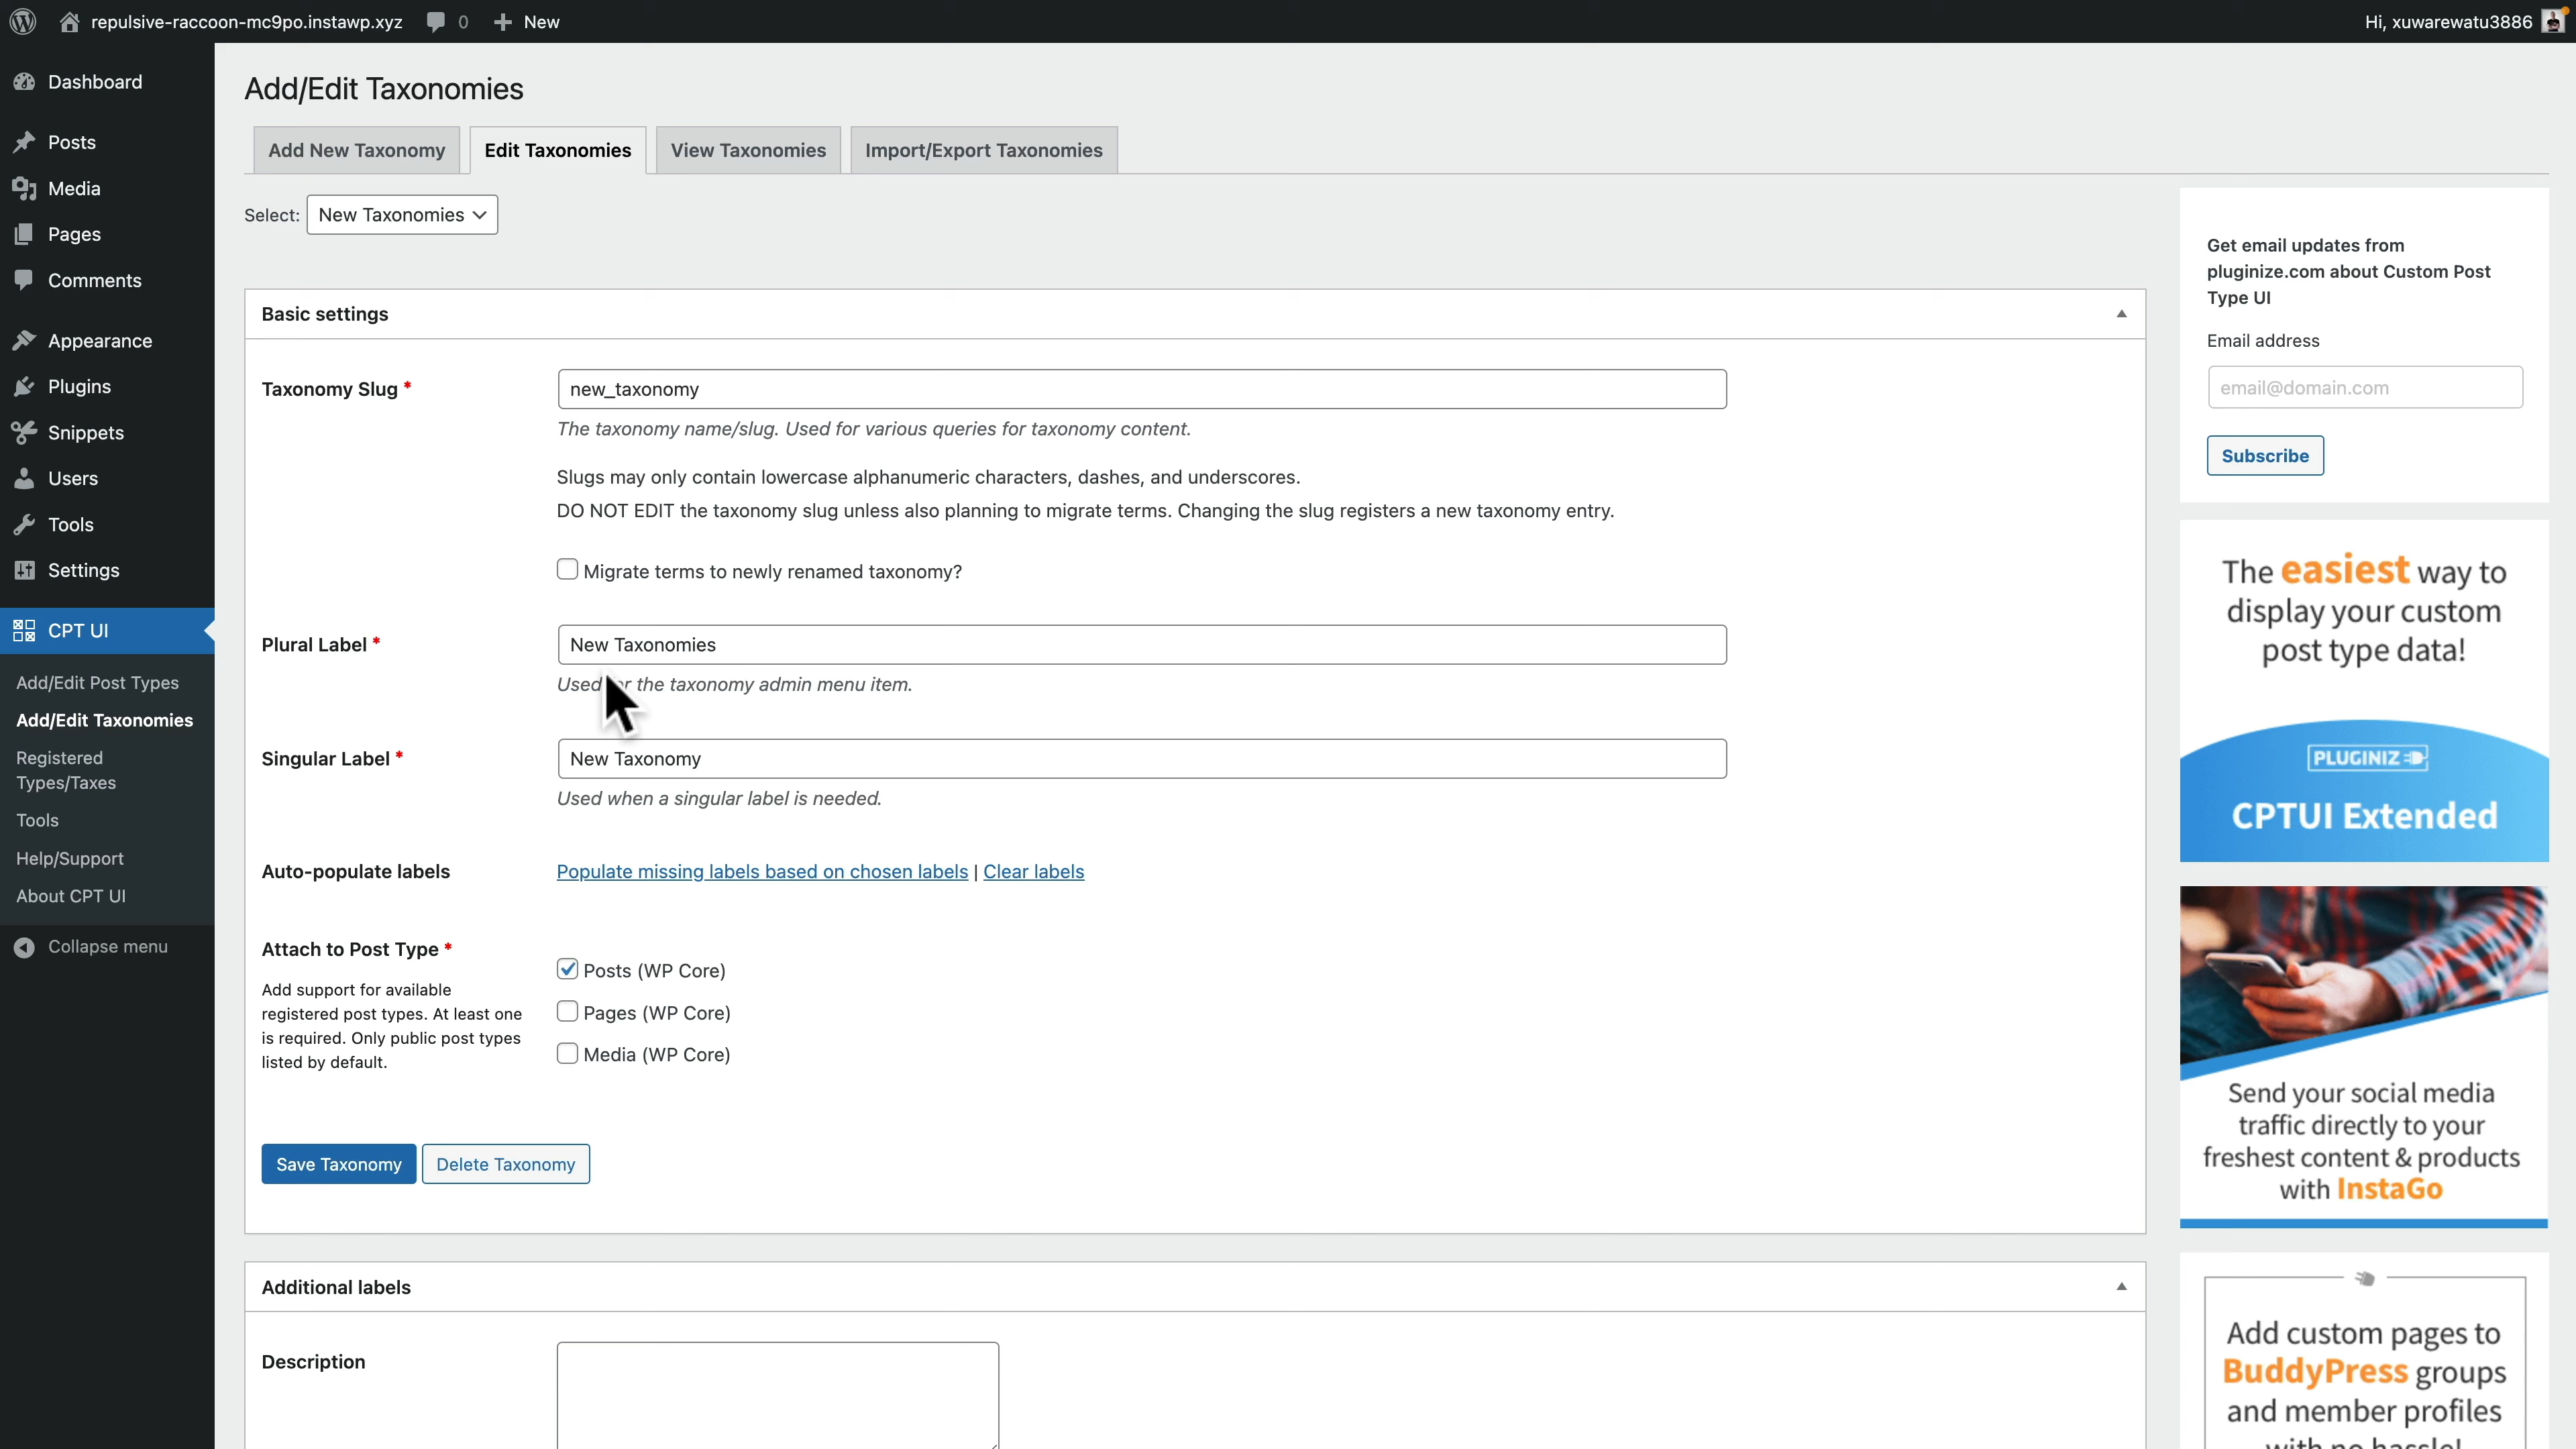 repulsive-raccoon-mc9po.instawp.xyz 0 New
Hi, xuwarewatu3886
Dashboard
Posts
Media
Pages
Comments
Appearance
Plugins
Snippets
Users
Tools
Settings
CPT UI
Add/Edit Post Types
Add/Edit Taxonomies
Registered
Types/Taxes
Tools
Help/Support
About CPT UI
Collapse menu
Add/Edit Taxonomies
Add New Taxonomy
Edit Taxonomies
View Taxonomies
Import/Export Taxonomies
Select: New Taxonomies
Basic settings
Taxonomy Slug *
new_taxonomy
The taxonomy name/slug. Used for various queries for taxonomy content.
Slugs may only contain lowercase alphanumeric characters, dashes, and underscores.
DO NOT EDIT the taxonomy slug unless also planning to migrate terms. Changing the slug registers a new taxonomy entry.
Migrate terms to newly renamed taxonomy?
Plural Label *
New Taxonomies
Used the taxonomy admin menu item.
Singular Label *
New Taxonomy
Used when a singular label is needed.
Auto-populate labels
Populate missing labels based on chosen labels | Clear labels
Attach to Post Type *
Add support for available
registered post types. At least one
is required. Only public post types
listed by default.
Posts (WP Core)
Pages (WP Core)
Media (WP Core)
Save Taxonomy
Delete Taxonomy
Additional labels
Description
Get email updates from
pluginize.com about Custom Post
Type UI
Email address
email@domain.com
Subscribe
The easiest way to
display your custom
post type data!
PLUGINIZ
CPTUI Extended
Send your social media
traffic directly to your
freshest content & products
with InstaGo
Add custom pages to
BuddyPress groups
and member profiles
with no hassle!